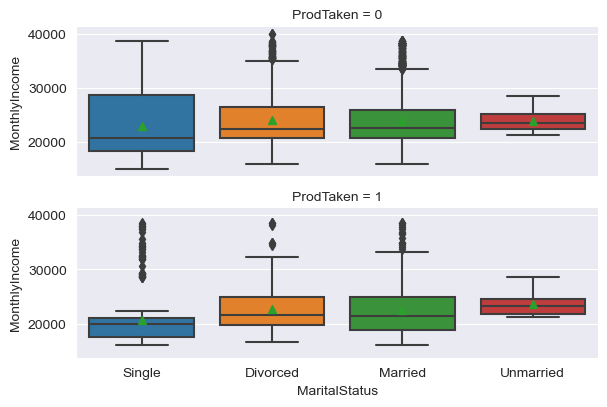 ProdTaken = 0
MonthlyIncome
40000
30000
20000
ProdTaken = 1
MonthlyIncome
40000
30000
20000
Single Divorced Married Unmarried
MaritalStatus